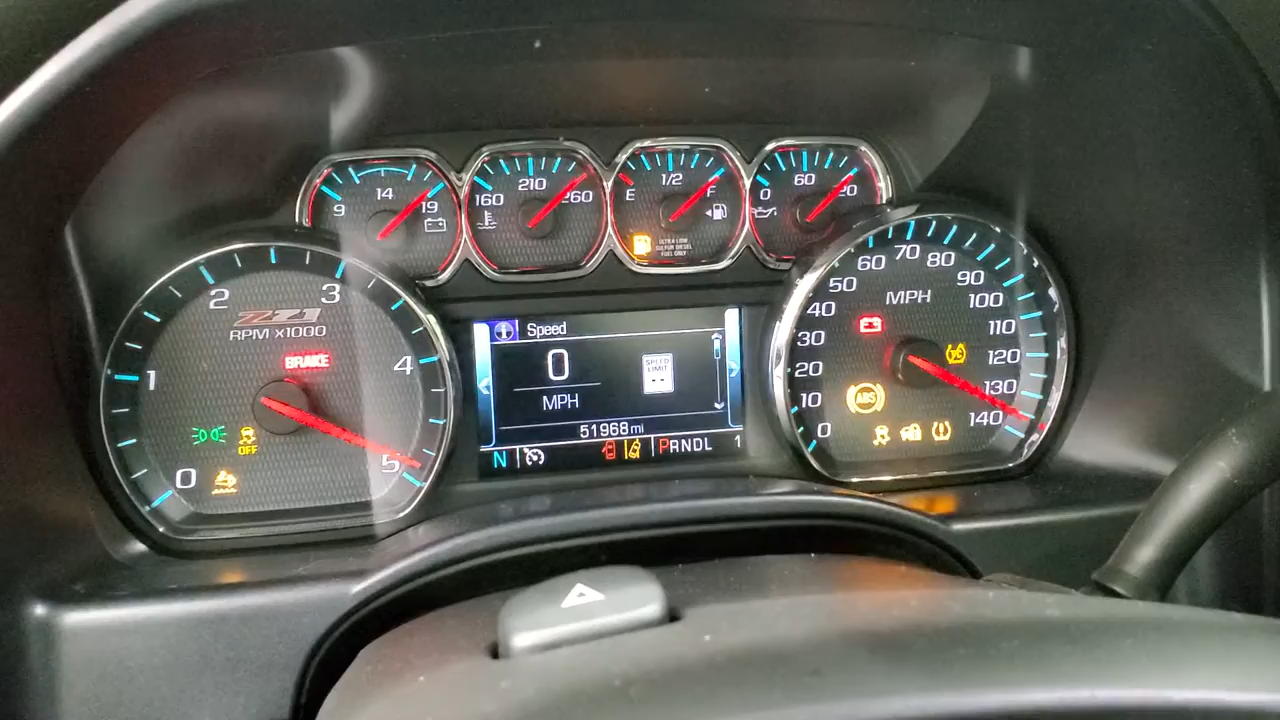 14
9 19
210
160 260
1/2
E F
ULTRA LOW
SULFUR DIESEL
FUEL ONLY
60
0
Z71
RPM X1000
0 1 2 3 4 5
BRAKE
OFF
Speed
0
MPH
SPEED
LIMIT
--
51968mi
N
PRNDL 1
MPH
0 10 20 30 40 50 60 70 80 90 100 110 120 130 140
ABS